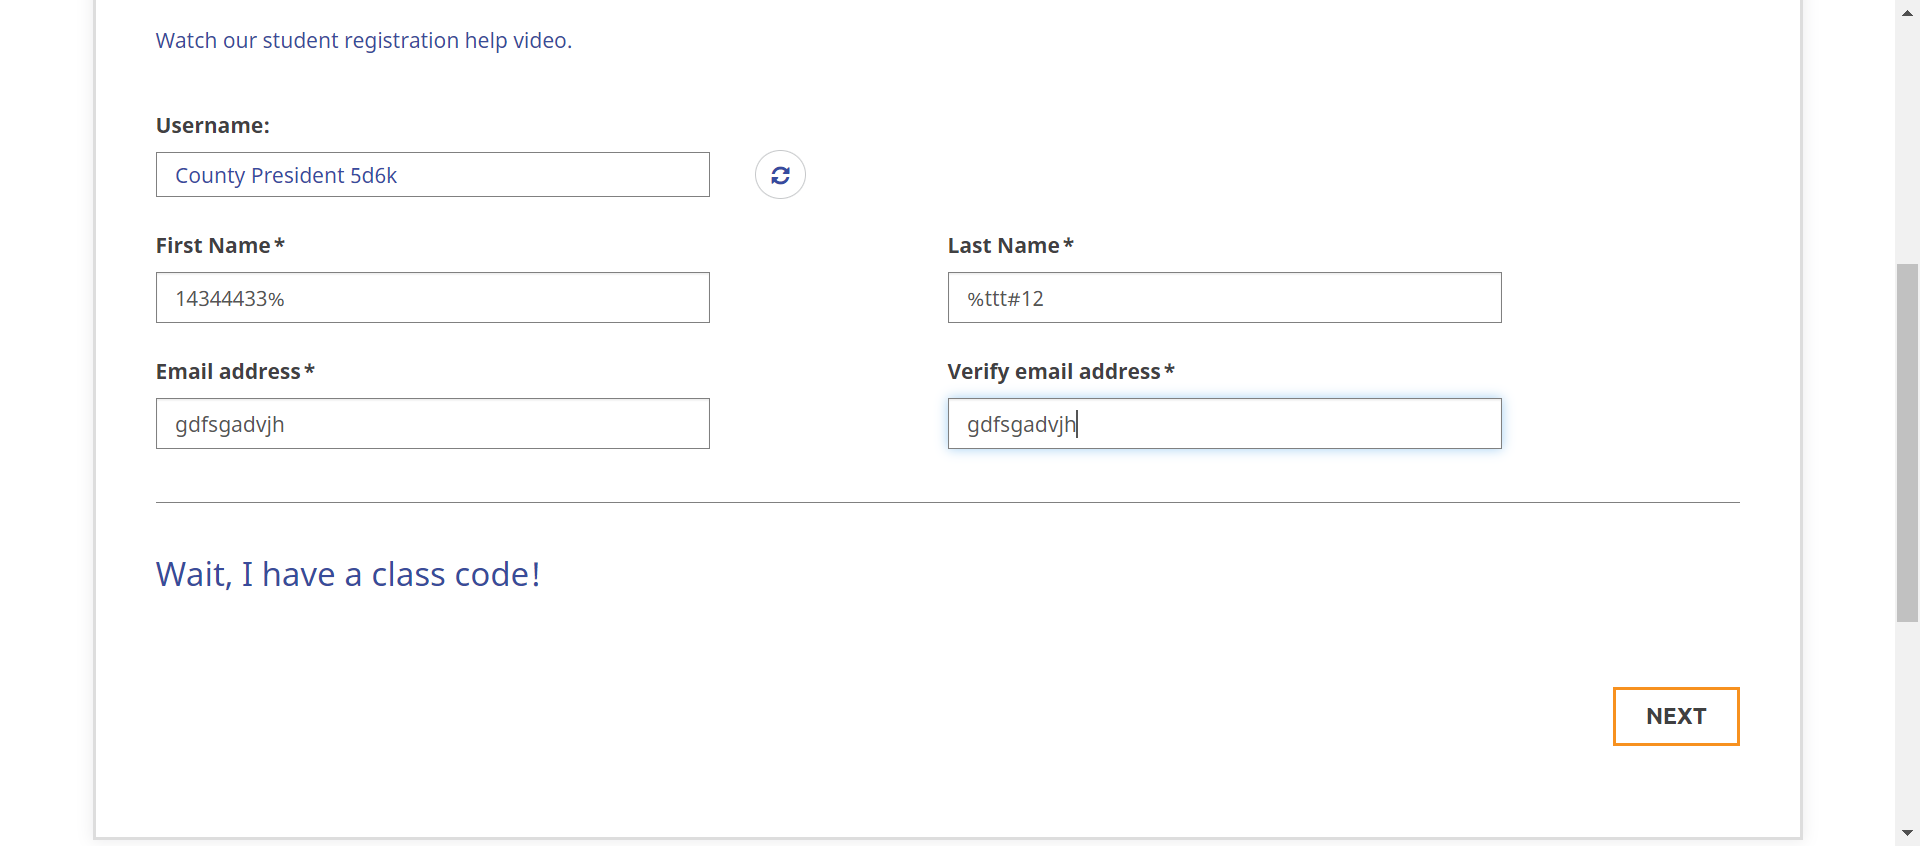 Watch our student registration help video.
Username:
County President 5d6k
First Name*
Last Name*
14344433%
%ttt#12
Email address*
Verify email address*
gdfsgadvjh
gdfsgadvjh
Wait, I have a class code!
NEXT